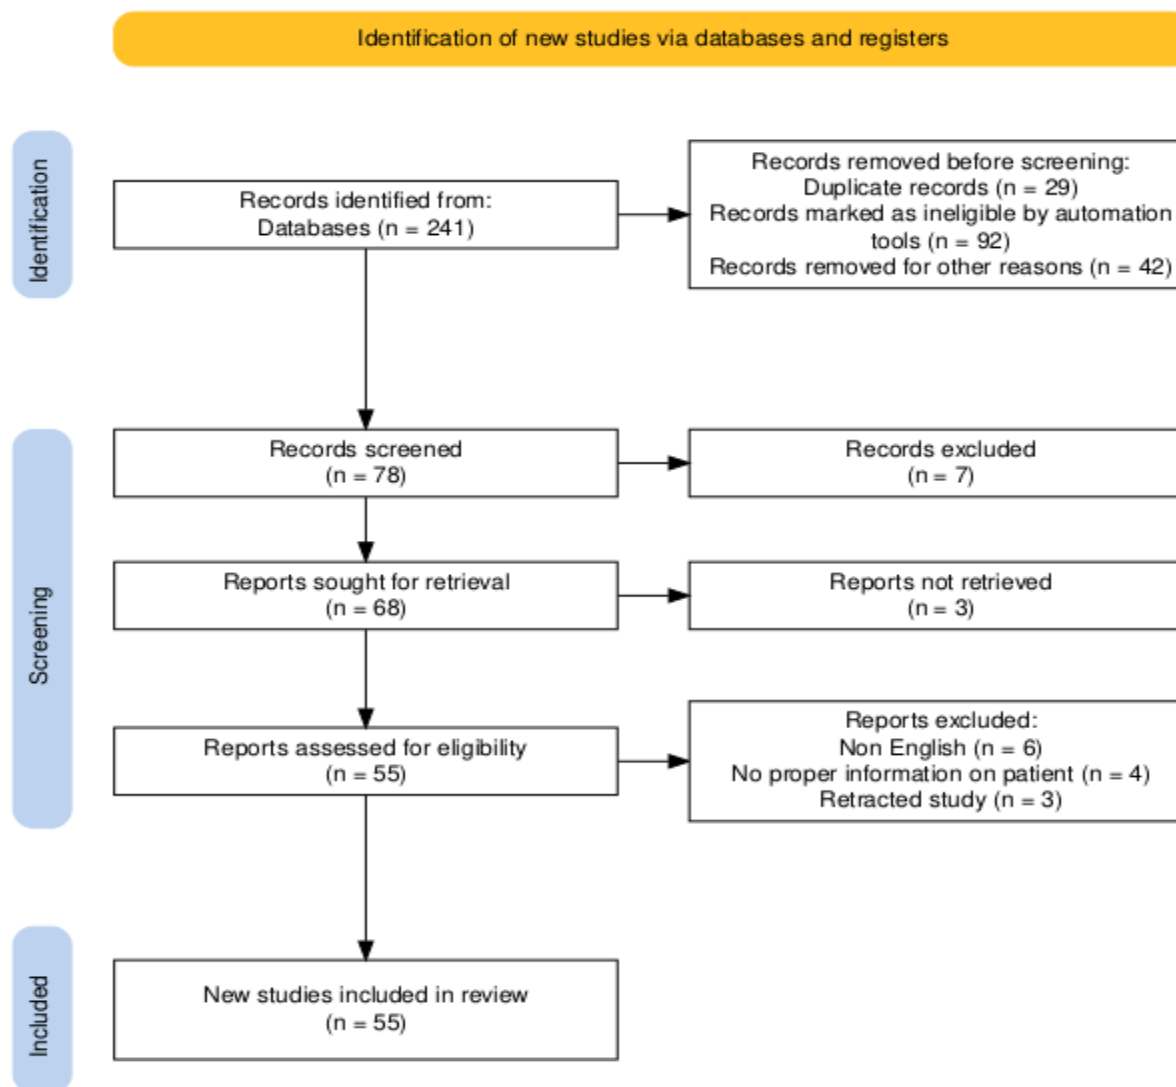 Identification of new studies via databases and registers
Identification
Records identified from:
Databases (n = 241)
Records removed before screening:
Duplicate records (n = 29)
Records marked as ineligible by automation
tools (n = 92)
Records removed for other reasons (n = 42)
Screening
Records screened
(n = 78)
Records excluded
(n = 7)
Reports sought for retrieval
(n = 68)
Reports not retrieved
(n = 3)
Reports assessed for eligibility
(n = 55)
Reports excluded:
Non English (n = 6)
No proper information on patient (n = 4)
Retracted study (n = 3)
Included
New studies included in review
(n = 55)